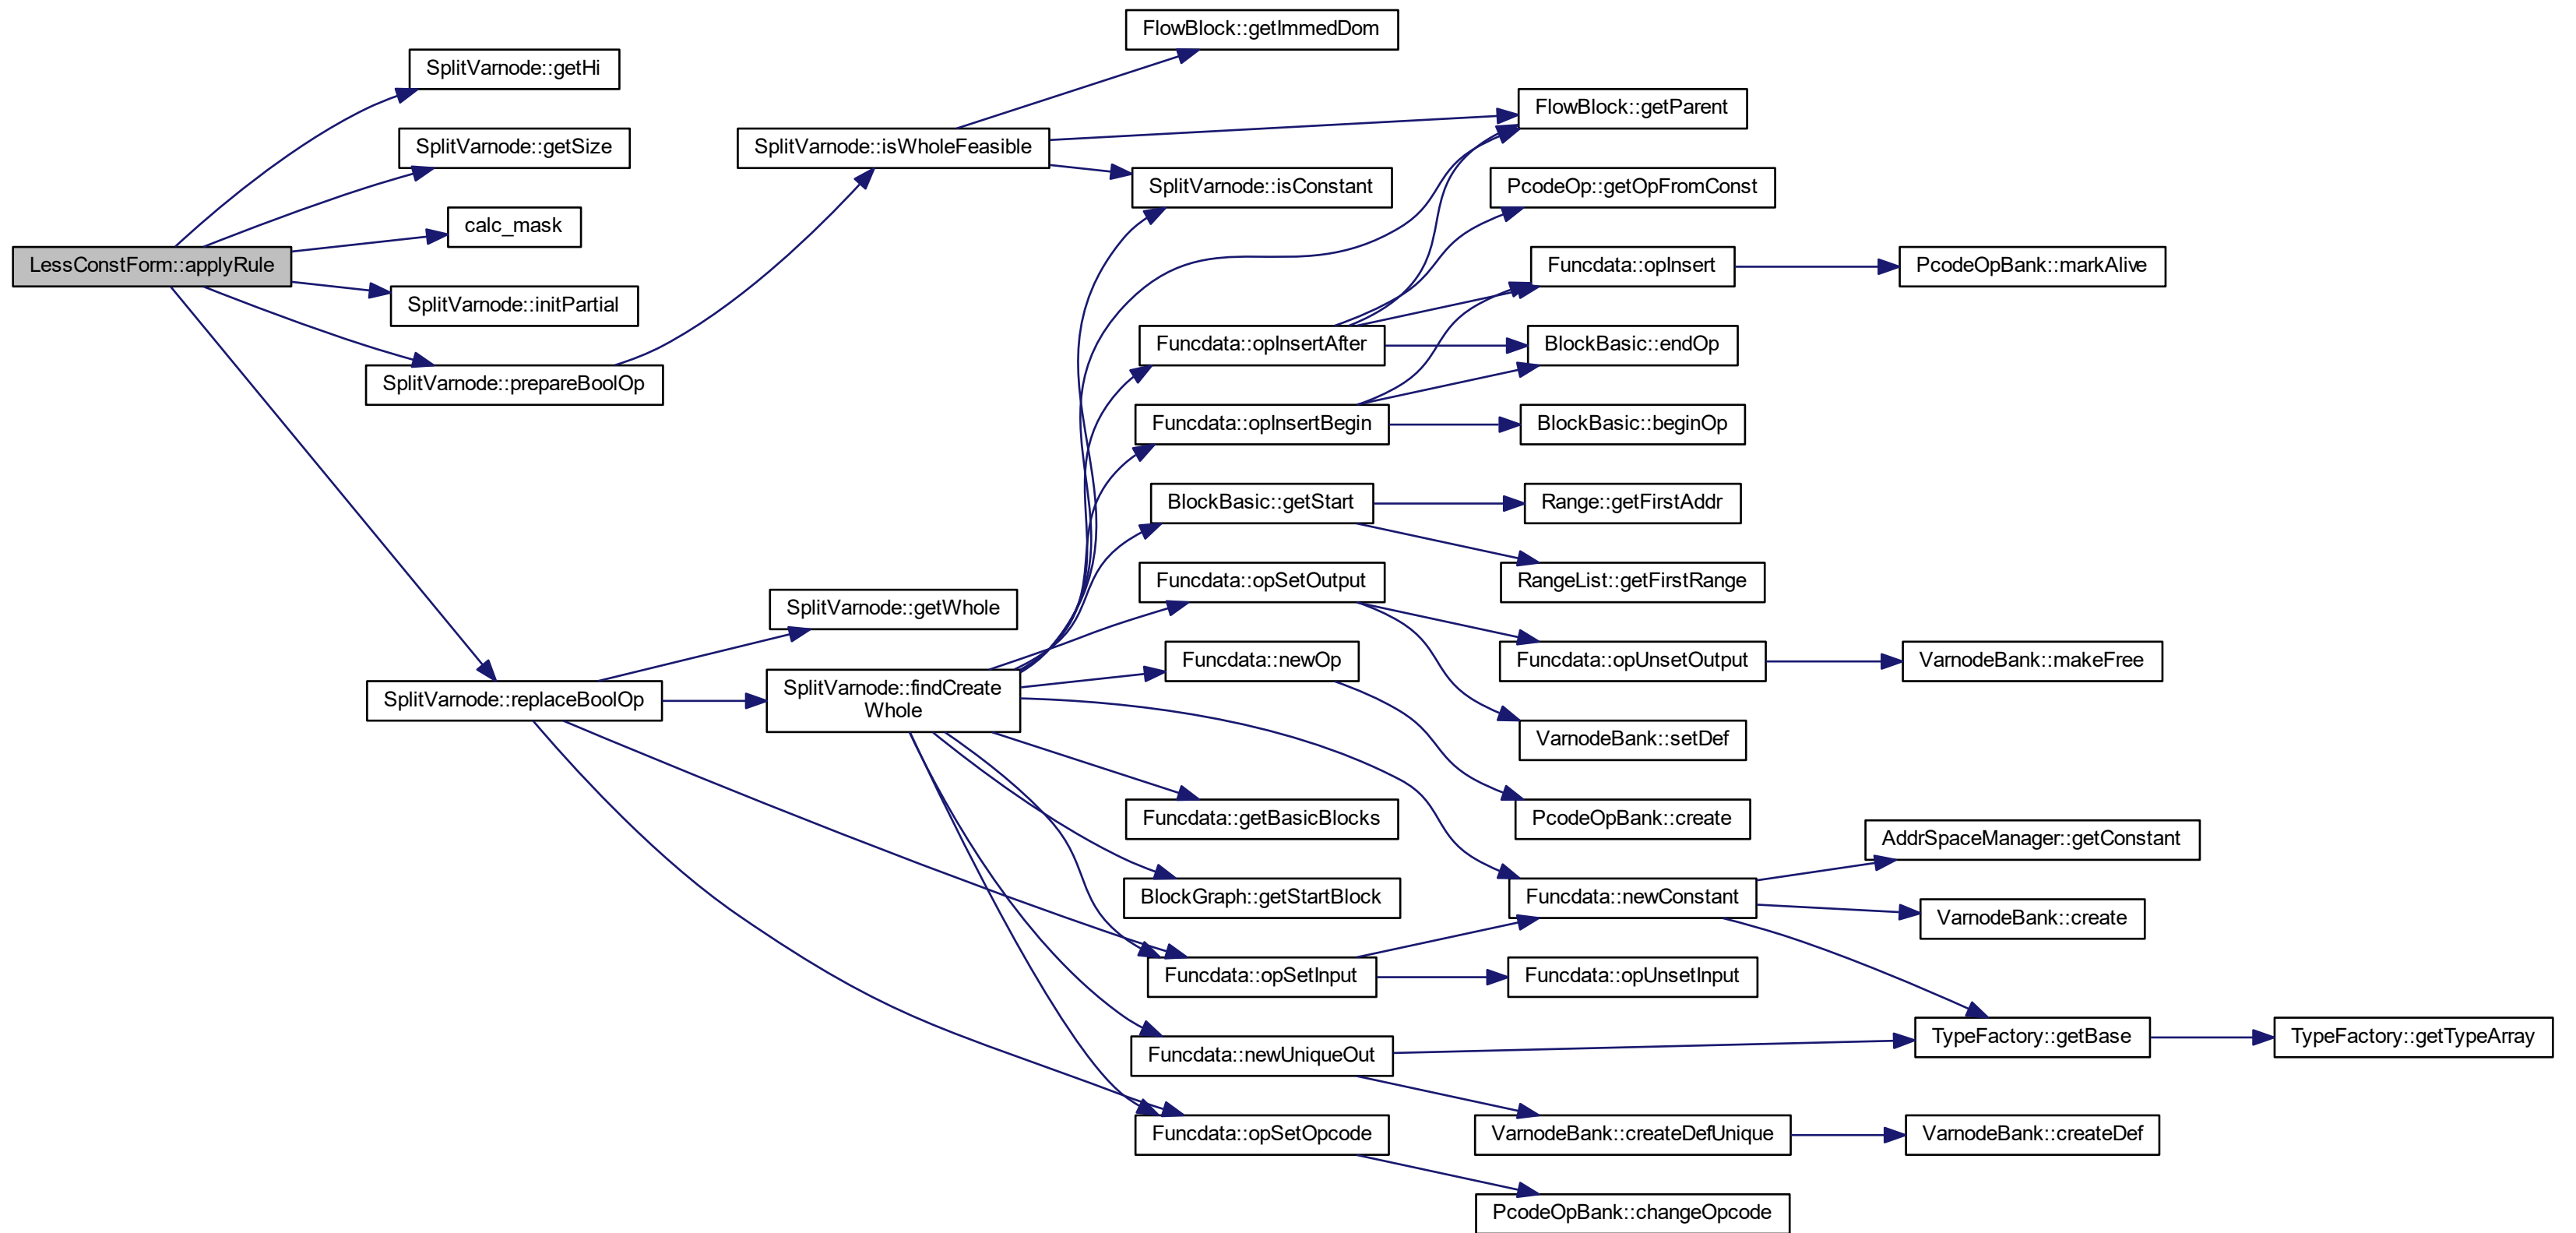 FlowBlock::getImmedDom
SplitVarnode::getHi
FlowBlock::getParent
SplitVarnode::getSize
SplitVarnode::isWholeFeasible
SplitVarnode::isConstant
PcodeOp::getOpFromConst
calc_mask
LessConstForm::applyRule
Funcdata::opInsert
PcodeOpBank::markAlive
SplitVarnode::initPartial
Funcdata::opInsertAfter
BlockBasic::endOp
SplitVarnode::prepareBoolOp
Funcdata::opInsertBegin
BlockBasic::beginOp
BlockBasic::getStart
Range::getFirstAddr
Funcdata::opSetOutput
RangeList::getFirstRange
SplitVarnode::getWhole
Funcdata::newOp
Funcdata::opUnsetOutput
VarnodeBank::makeFree
SplitVarnode::replaceBoolOp
SplitVarnode::findCreate
Whole
VarnodeBank::setDef
Funcdata::getBasicBlocks
PcodeOpBank::create
AddrSpaceManager::getConstant
BlockGraph::getStartBlock
Funcdata::newConstant
VarnodeBank::create
Funcdata::opSetInput
Funcdata::opUnsetInput
TypeFactory::getBase
TypeFactory::getTypeArray
Funcdata::newUniqueOut
Funcdata::opSetOpcode
VarnodeBank::createDefUnique
VarnodeBank::createDef
PcodeOpBank::changeOpcode